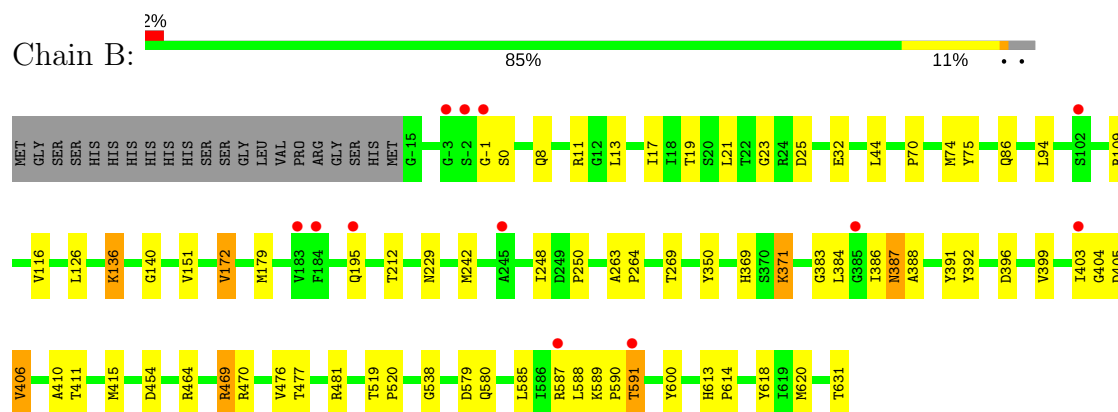 2%
Chain B:
85% 11% • •
MET GLY SER SER HIS HIS HIS HIS HIS HIS SER SER GLY LEU VAL PRO ARG GLY SER HIS MET G-15 G-3 S-2 G-1 S0 Q8 R11 G12 L13 I17 I18 T19 S20 L21 T22 G23 R24 D25 E32 L44 P70 M74 Y75 Q86 L94 S102
V116 L126 K136 G140 V151 V172 M179 V183 F184 Q195 T212 N229 M242 A245 I248 D249 P250 A263 P264 T269 Y350 H369 S370 K371 G383 L384 G385 I386 N387 A388 Y391 Y392 D396 V399 I403 G404
V406 A410 T411 M415 D454 R464 R469 R470 V476 T477 R481 T519 P520 G538 D579 Q580 L585 I586 R587 L588 K589 P590 T591 Y600 H613 P614 Y618 I619 M620 T631